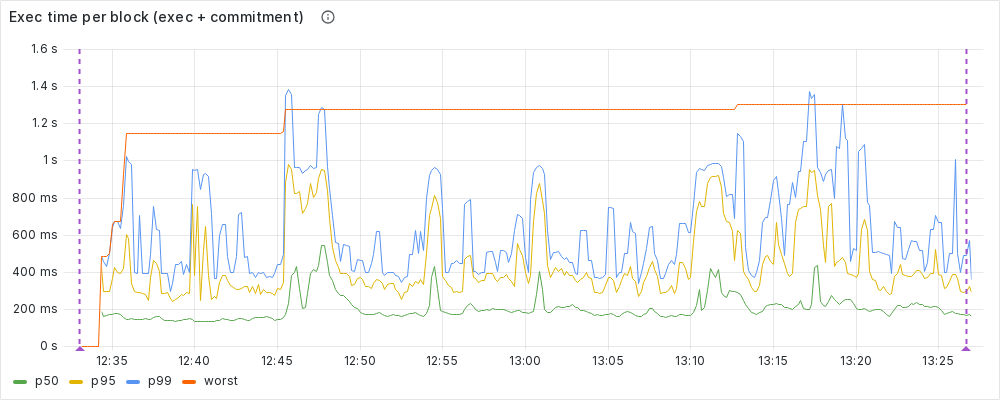 Exec time per block (exec + commitment)
1.6 s
1.4 s
1.2 s
1 s
800 ms
600 ms
400 ms
200 ms
0 s
12:35 12:40 12:45 12:50 12:55 13:00 13:05 13:10 13:15 13:20 13:25
p50 p95 p99 worst